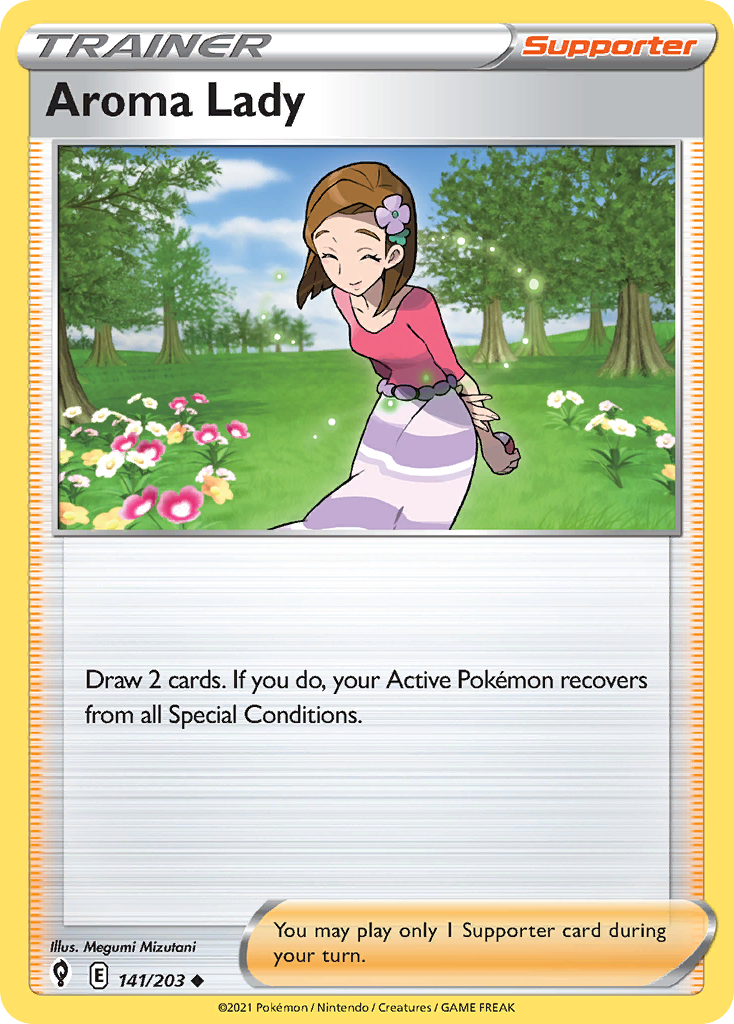 TRAINER
Supporter
Aroma Lady
Draw 2 cards. If you do, your Active Pokémon recovers
from all Special Conditions.
You may play only 1 Supporter card during
your turn.
Illus. Megumi Mizutani
E 141/203
©2021 Pokémon / Nintendo / Creatures / GAME FREAK